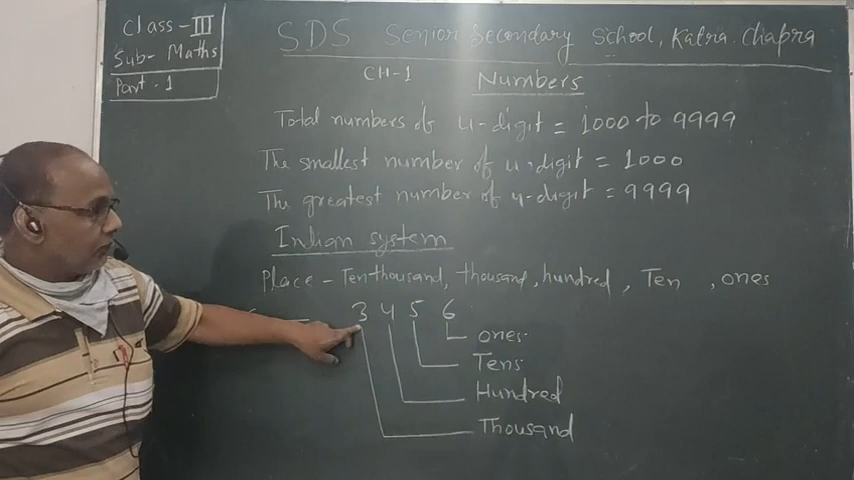 Class - III
Sub- Maths
Part - 1
SDS Senior Secondary School, Katra. Chapra
CH-1 Numbers
Total numbers of 4-digit = 1000 to 9999
The smallest number of 4-digit = 1000
The greatest number of 4-digit = 9999
Indian system
Place - Ten-thousand, thousand, hundred, Ten, ones
3 4 5 6
ones
Tens
Hundred
Thousand